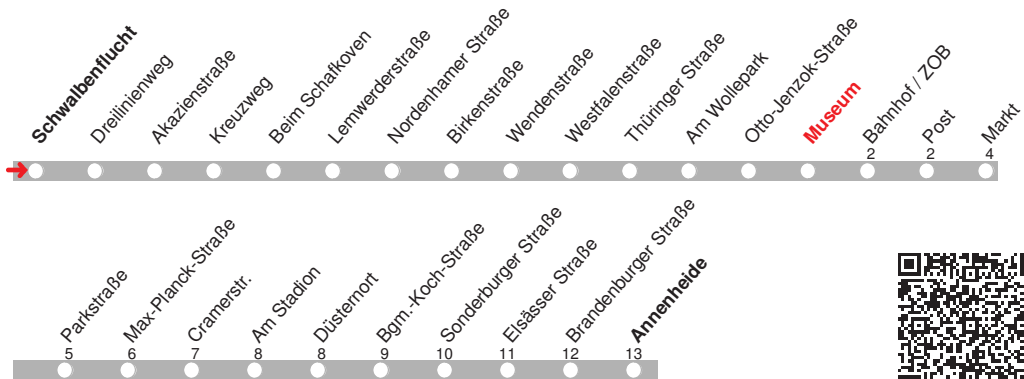 Schwalbenflucht
Dreilinienweg
Akazienstraße
Kreuzweg
Beim Schafkoven
Lemwerderstraße
Nordenhamer Straße
Birkenstraße
Wendenstraße
Westfalenstraße
Thüringer Straße
Am Wollepark
Otto-Jenzok-Straße
Museum
Bahnhof / ZOB
2
Post
2
Markt
4
Parkstraße
5
Max-Planck-Straße
6
Cramerstr.
7
Am Stadion
8
Düsternort
8
Bgm.-Koch-Straße
9
Sonderburger Straße
10
Elsässer Straße
11
Brandenburger Straße
12
Annenheide
13